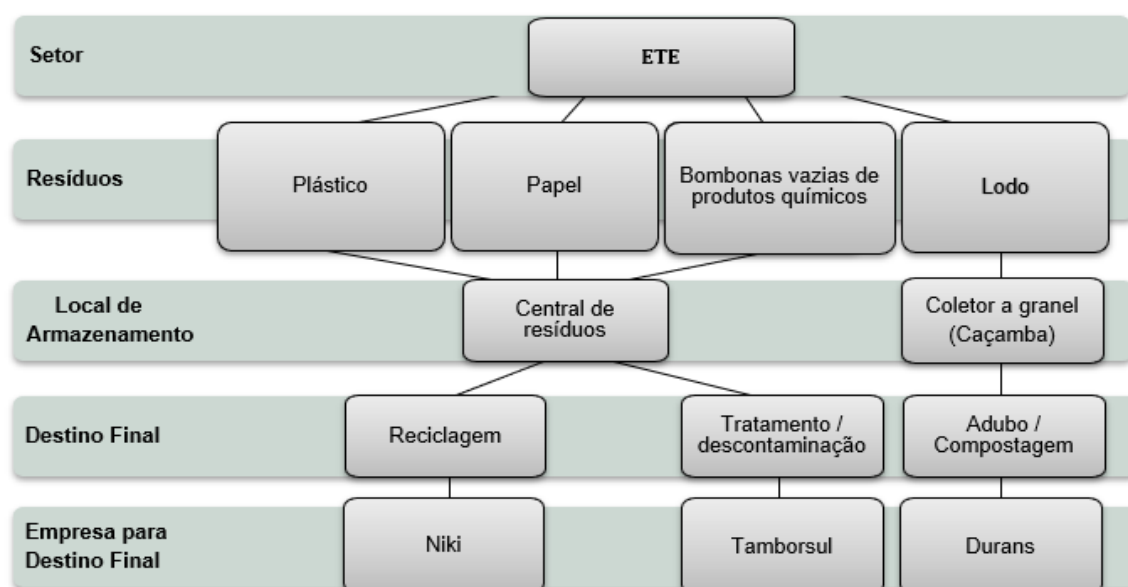 Setor
ETE
Resíduos
Plástico
Papel
Bombonas vazias de
produtos químicos
Lodo
Local de
Armazenamento
Central de
resíduos
Coletor a granel
(Caçamba)
Destino Final
Reciclagem
Tratamento /
descontaminação
Adubo /
Compostagem
Empresa para
Destino Final
Niki
Tamborsul
Durans